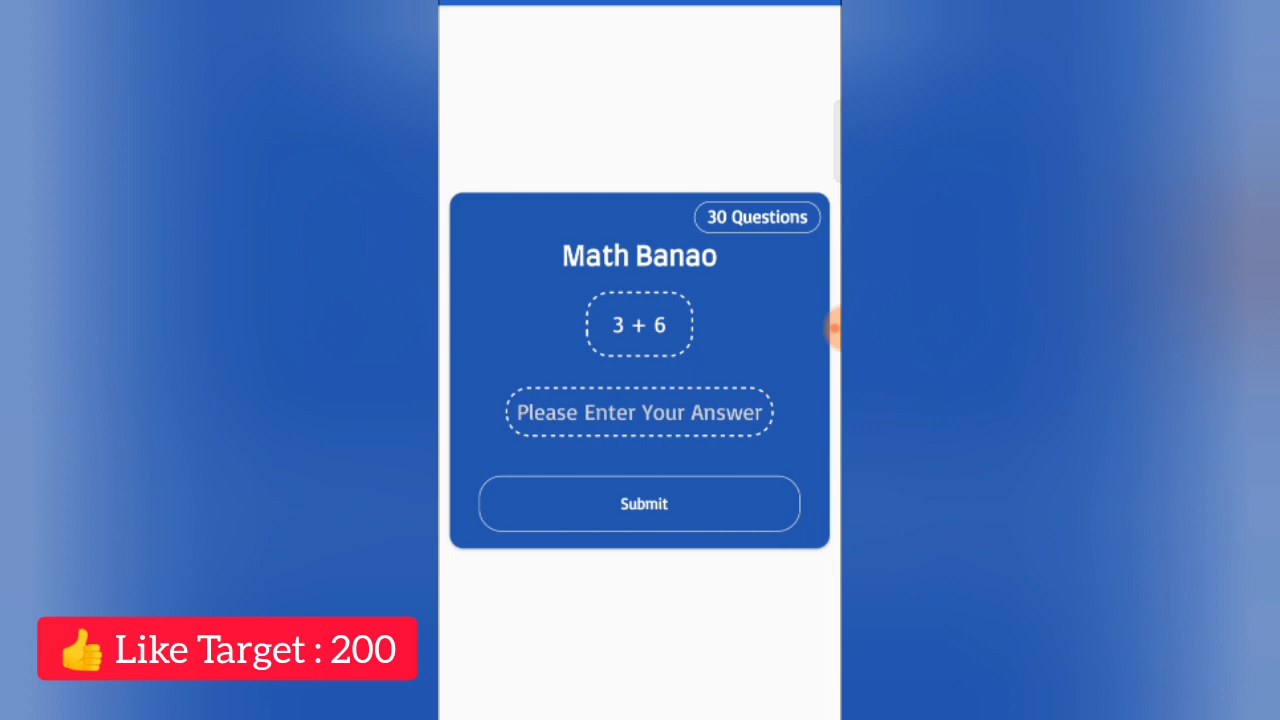 30 Questions
Math Banao
3 + 6
Please Enter Your Answer
Submit
👍 Like Target : 200